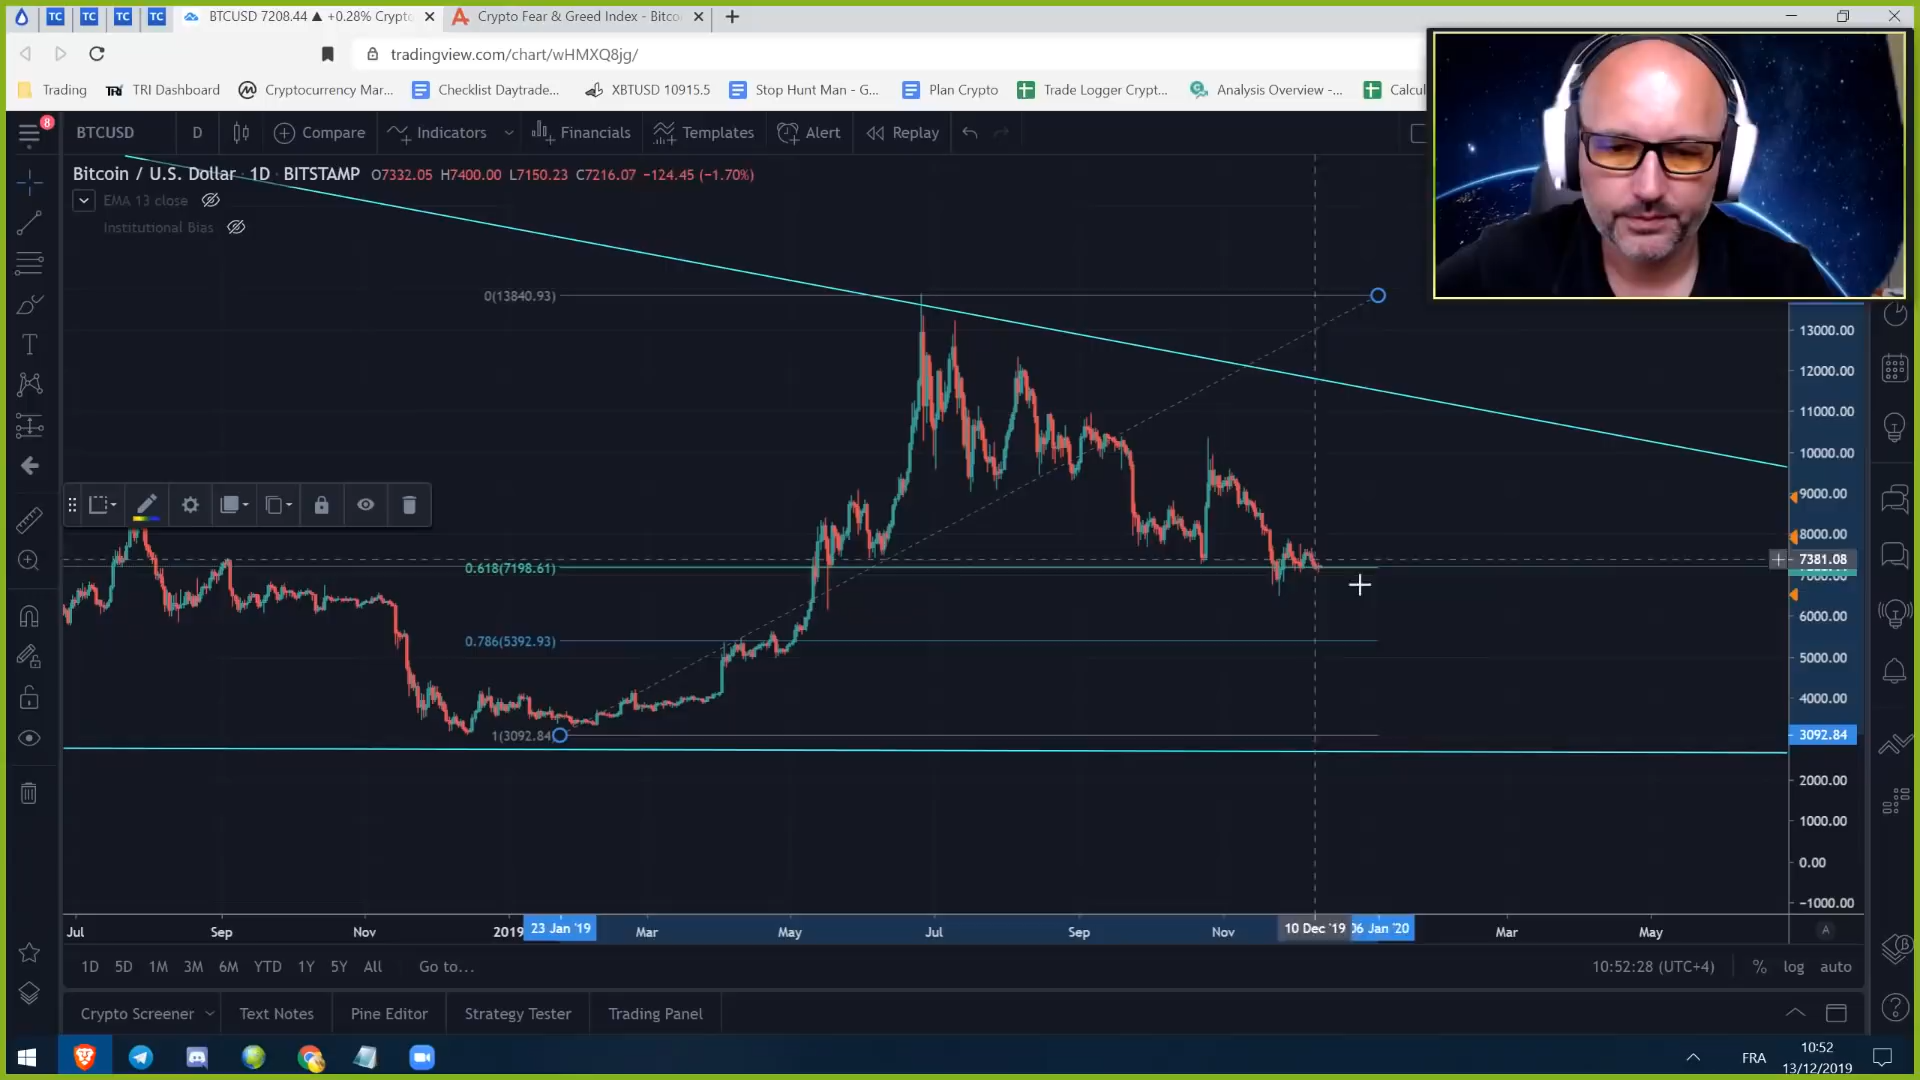 TC TC TC TC BTCUSD 7208.44 ▲ +0.28% Crypto Crypto Fear & Greed Index - Bitco
tradingview.com/chart/wHMXQ8jg/
Trading TRI TRI Dashboard Cryptocurrency Mar... Checklist Daytrade... XBTUSD 10915.5 Stop Hunt Man - G... Plan Crypto Trade Logger Crypt... Analysis Overview -... Calcul
8
BTCUSD D Compare Indicators Financials Templates Alert Replay
Bitcoin / U.S. Dollar · 1D · BITSTAMP O7332.05 H7400.00 L7150.23 C7216.07 −124.45 (−1.70%)
EMA 13 close
Institutional Bias
0(13840.93)
13000.00
12000.00
11000.00
10000.00
9000.00
8000.00
7381.08
0.618(7198.61)
7000.00
6000.00
0.786(5392.93)
5000.00
4000.00
1(3092.84)
3092.84
2000.00
1000.00
0.00
−1000.00
Jul Sep Nov 2019 23 Jan '19 Mar May Jul Sep Nov 10 Dec '19 06 Jan '20 Mar May A
1D 5D 1M 3M 6M YTD 1Y 5Y All Go to... 10:52:28 (UTC+4) % log auto
Crypto Screener Text Notes Pine Editor Strategy Tester Trading Panel
FRA
10:52
13/12/2019